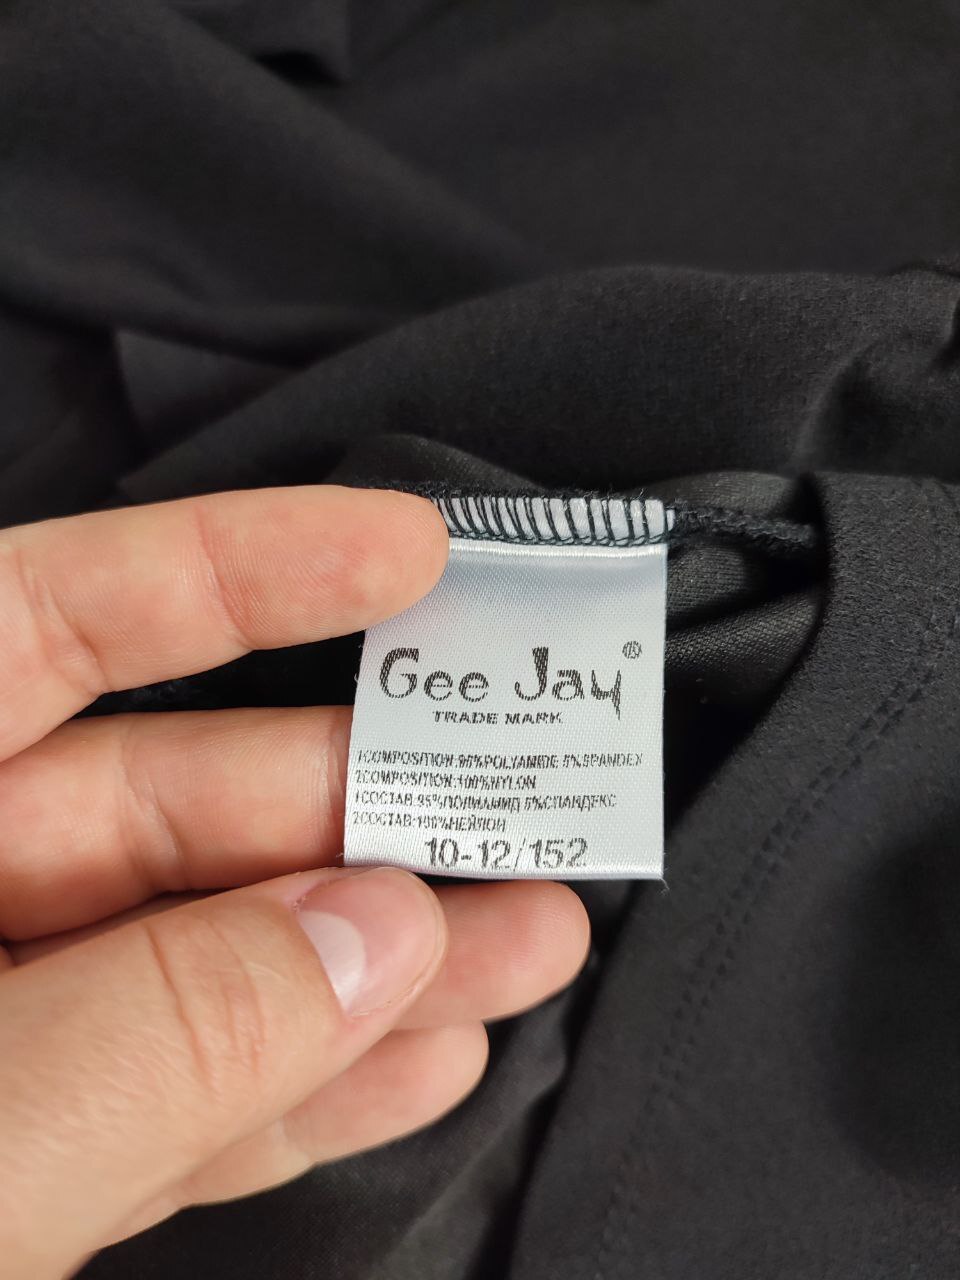 Gee Jay®
TRADE MARK
1COMPOSITION:95%POLYAMIDE 5%SPANDEX
2COMPOSITION:100%NYLON
1СОСТАВ:95%ПОЛИАМИД 5%СПАНДЕКС
2СОСТАВ:100%НЕЙЛОН
10-12/152